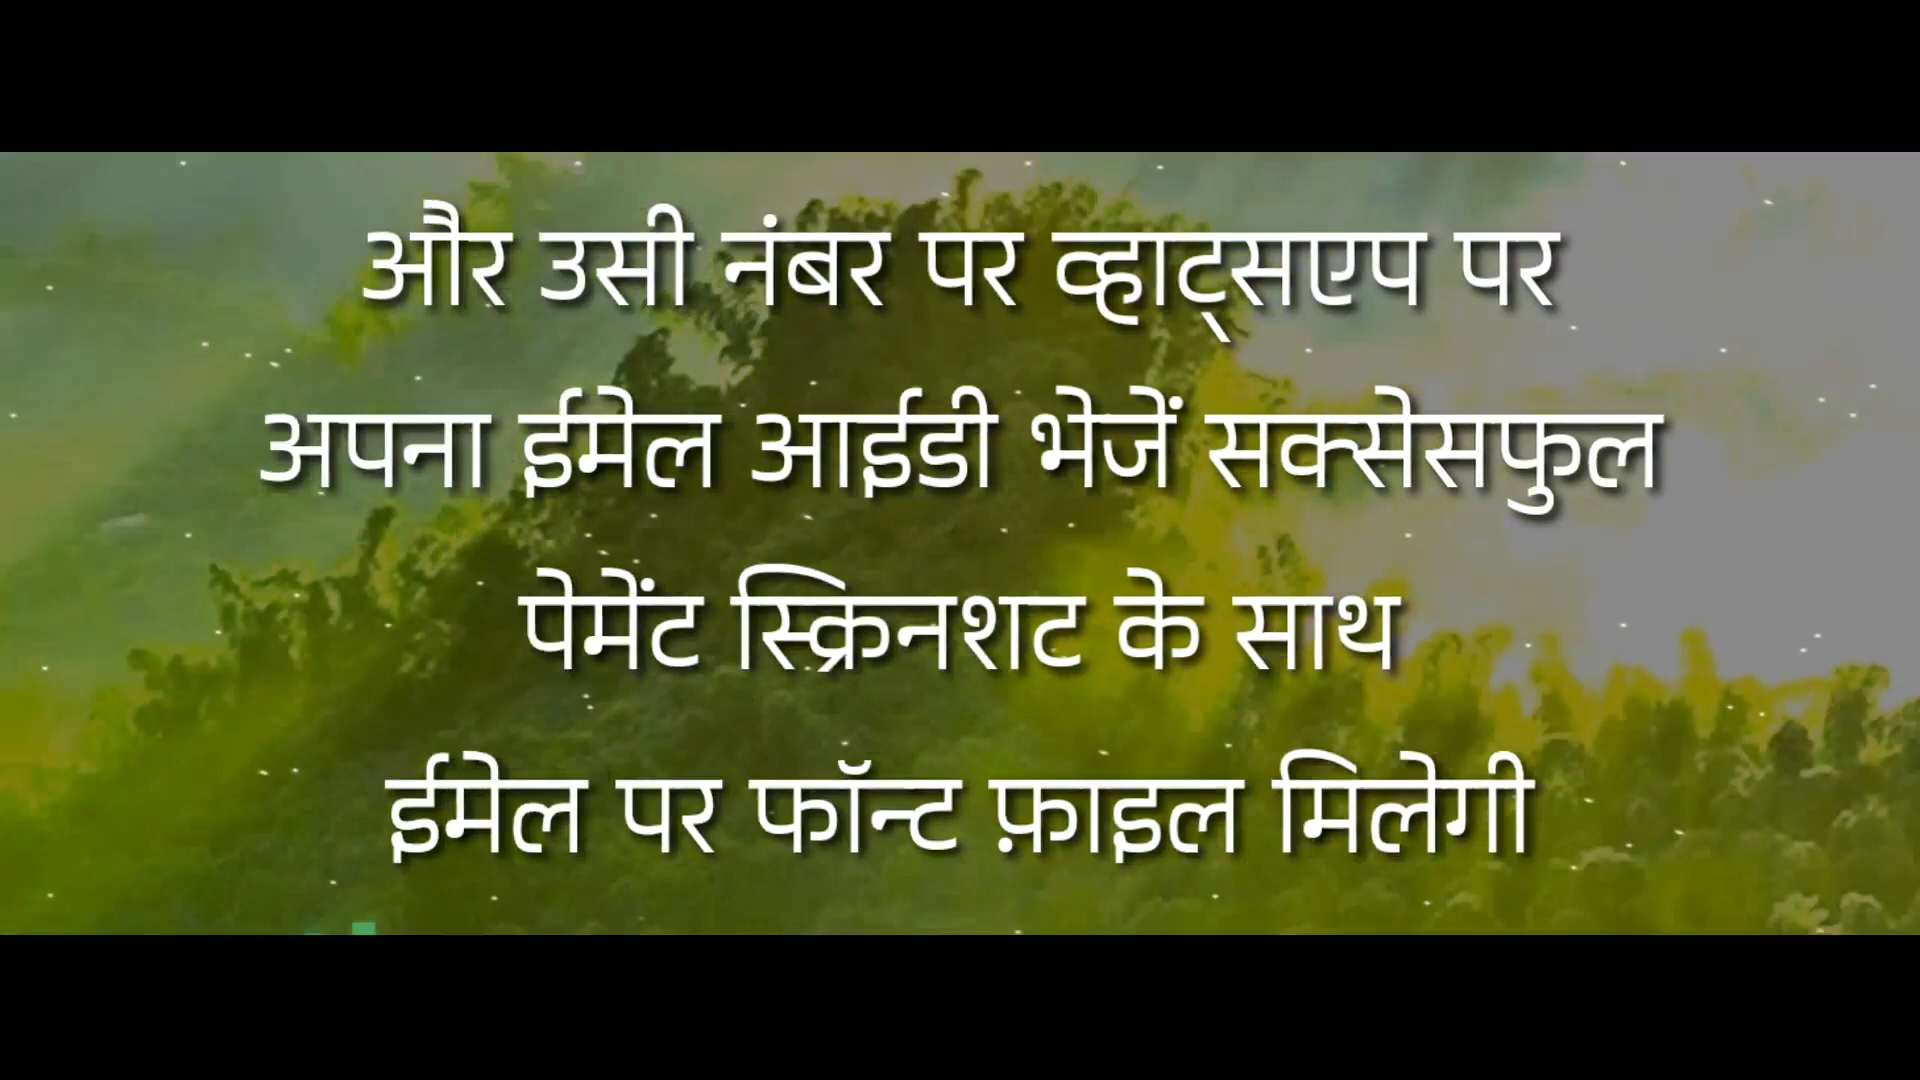 और उसी नंबर पर व्हाट्सएप पर
अपना ईमेल आईडी भेजें सक्सेसफुल
पेमेंट स्क्रिनशट के साथ
ईमेल पर फॉन्ट फ़ाइल मिलेगी